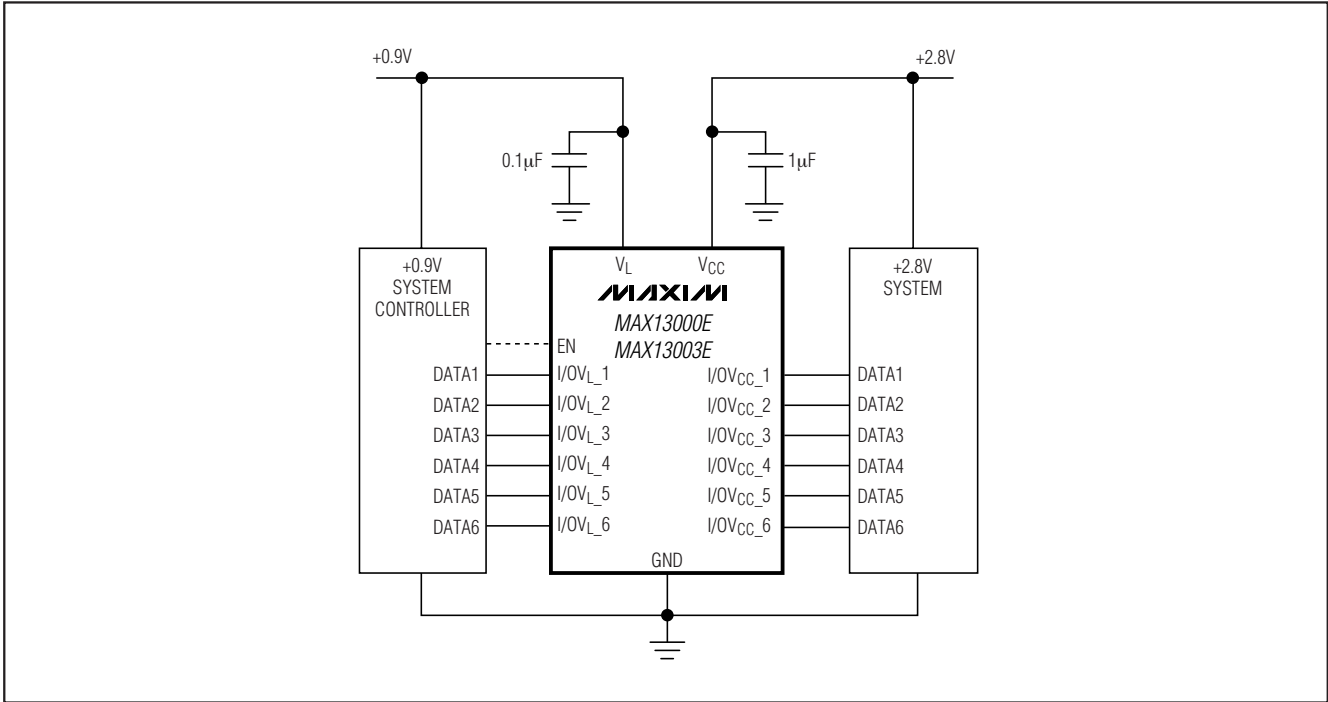 +0.9V
+2.8V
0.1µF
1µF
+0.9V
SYSTEM
CONTROLLER
VL
VCC
MAXIM
MAX13000E
MAX13003E
+2.8V
SYSTEM
EN
DATA1
I/OVL_1
I/OVCC_1
DATA1
DATA2
I/OVL_2
I/OVCC_2
DATA2
DATA3
I/OVL_3
I/OVCC_3
DATA3
DATA4
I/OVL_4
I/OVCC_4
DATA4
DATA5
I/OVL_5
I/OVCC_5
DATA5
DATA6
I/OVL_6
I/OVCC_6
DATA6
GND